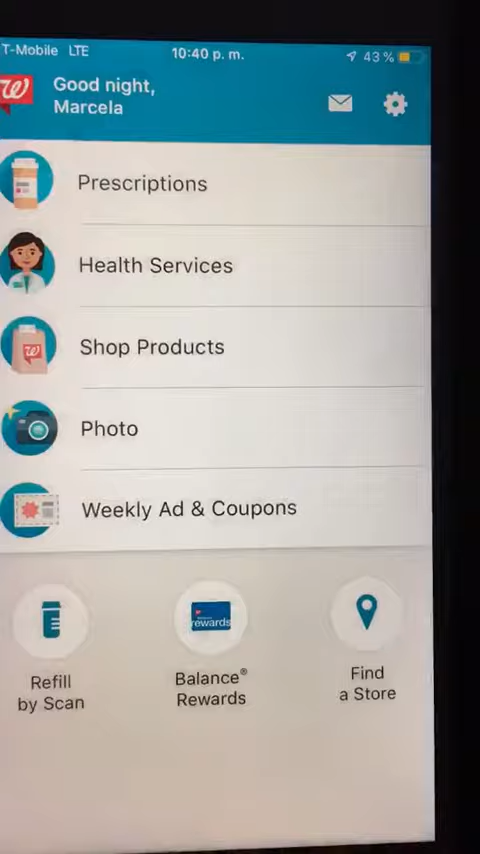 T-Mobile LTE 10:40 p. m. 43 %
Good night,
Marcela
Prescriptions
Health Services
Shop Products
Photo
Weekly Ad & Coupons
rewards
Refill
by Scan
Balance®
Rewards
Find
a Store